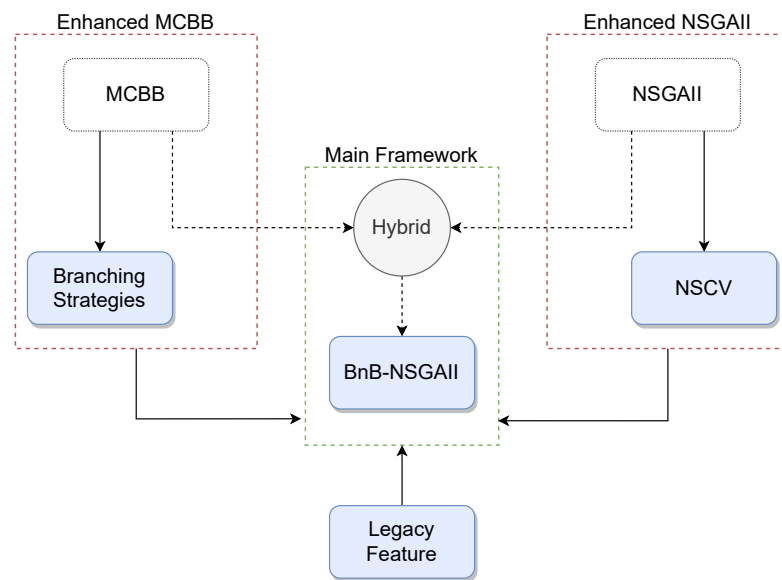 Enhanced MCBB
Enhanced NSGAII
MCBB
NSGAII
Main Framework
Hybrid
Branching
Strategies
NSCV
BnB-NSGAII
Legacy
Feature